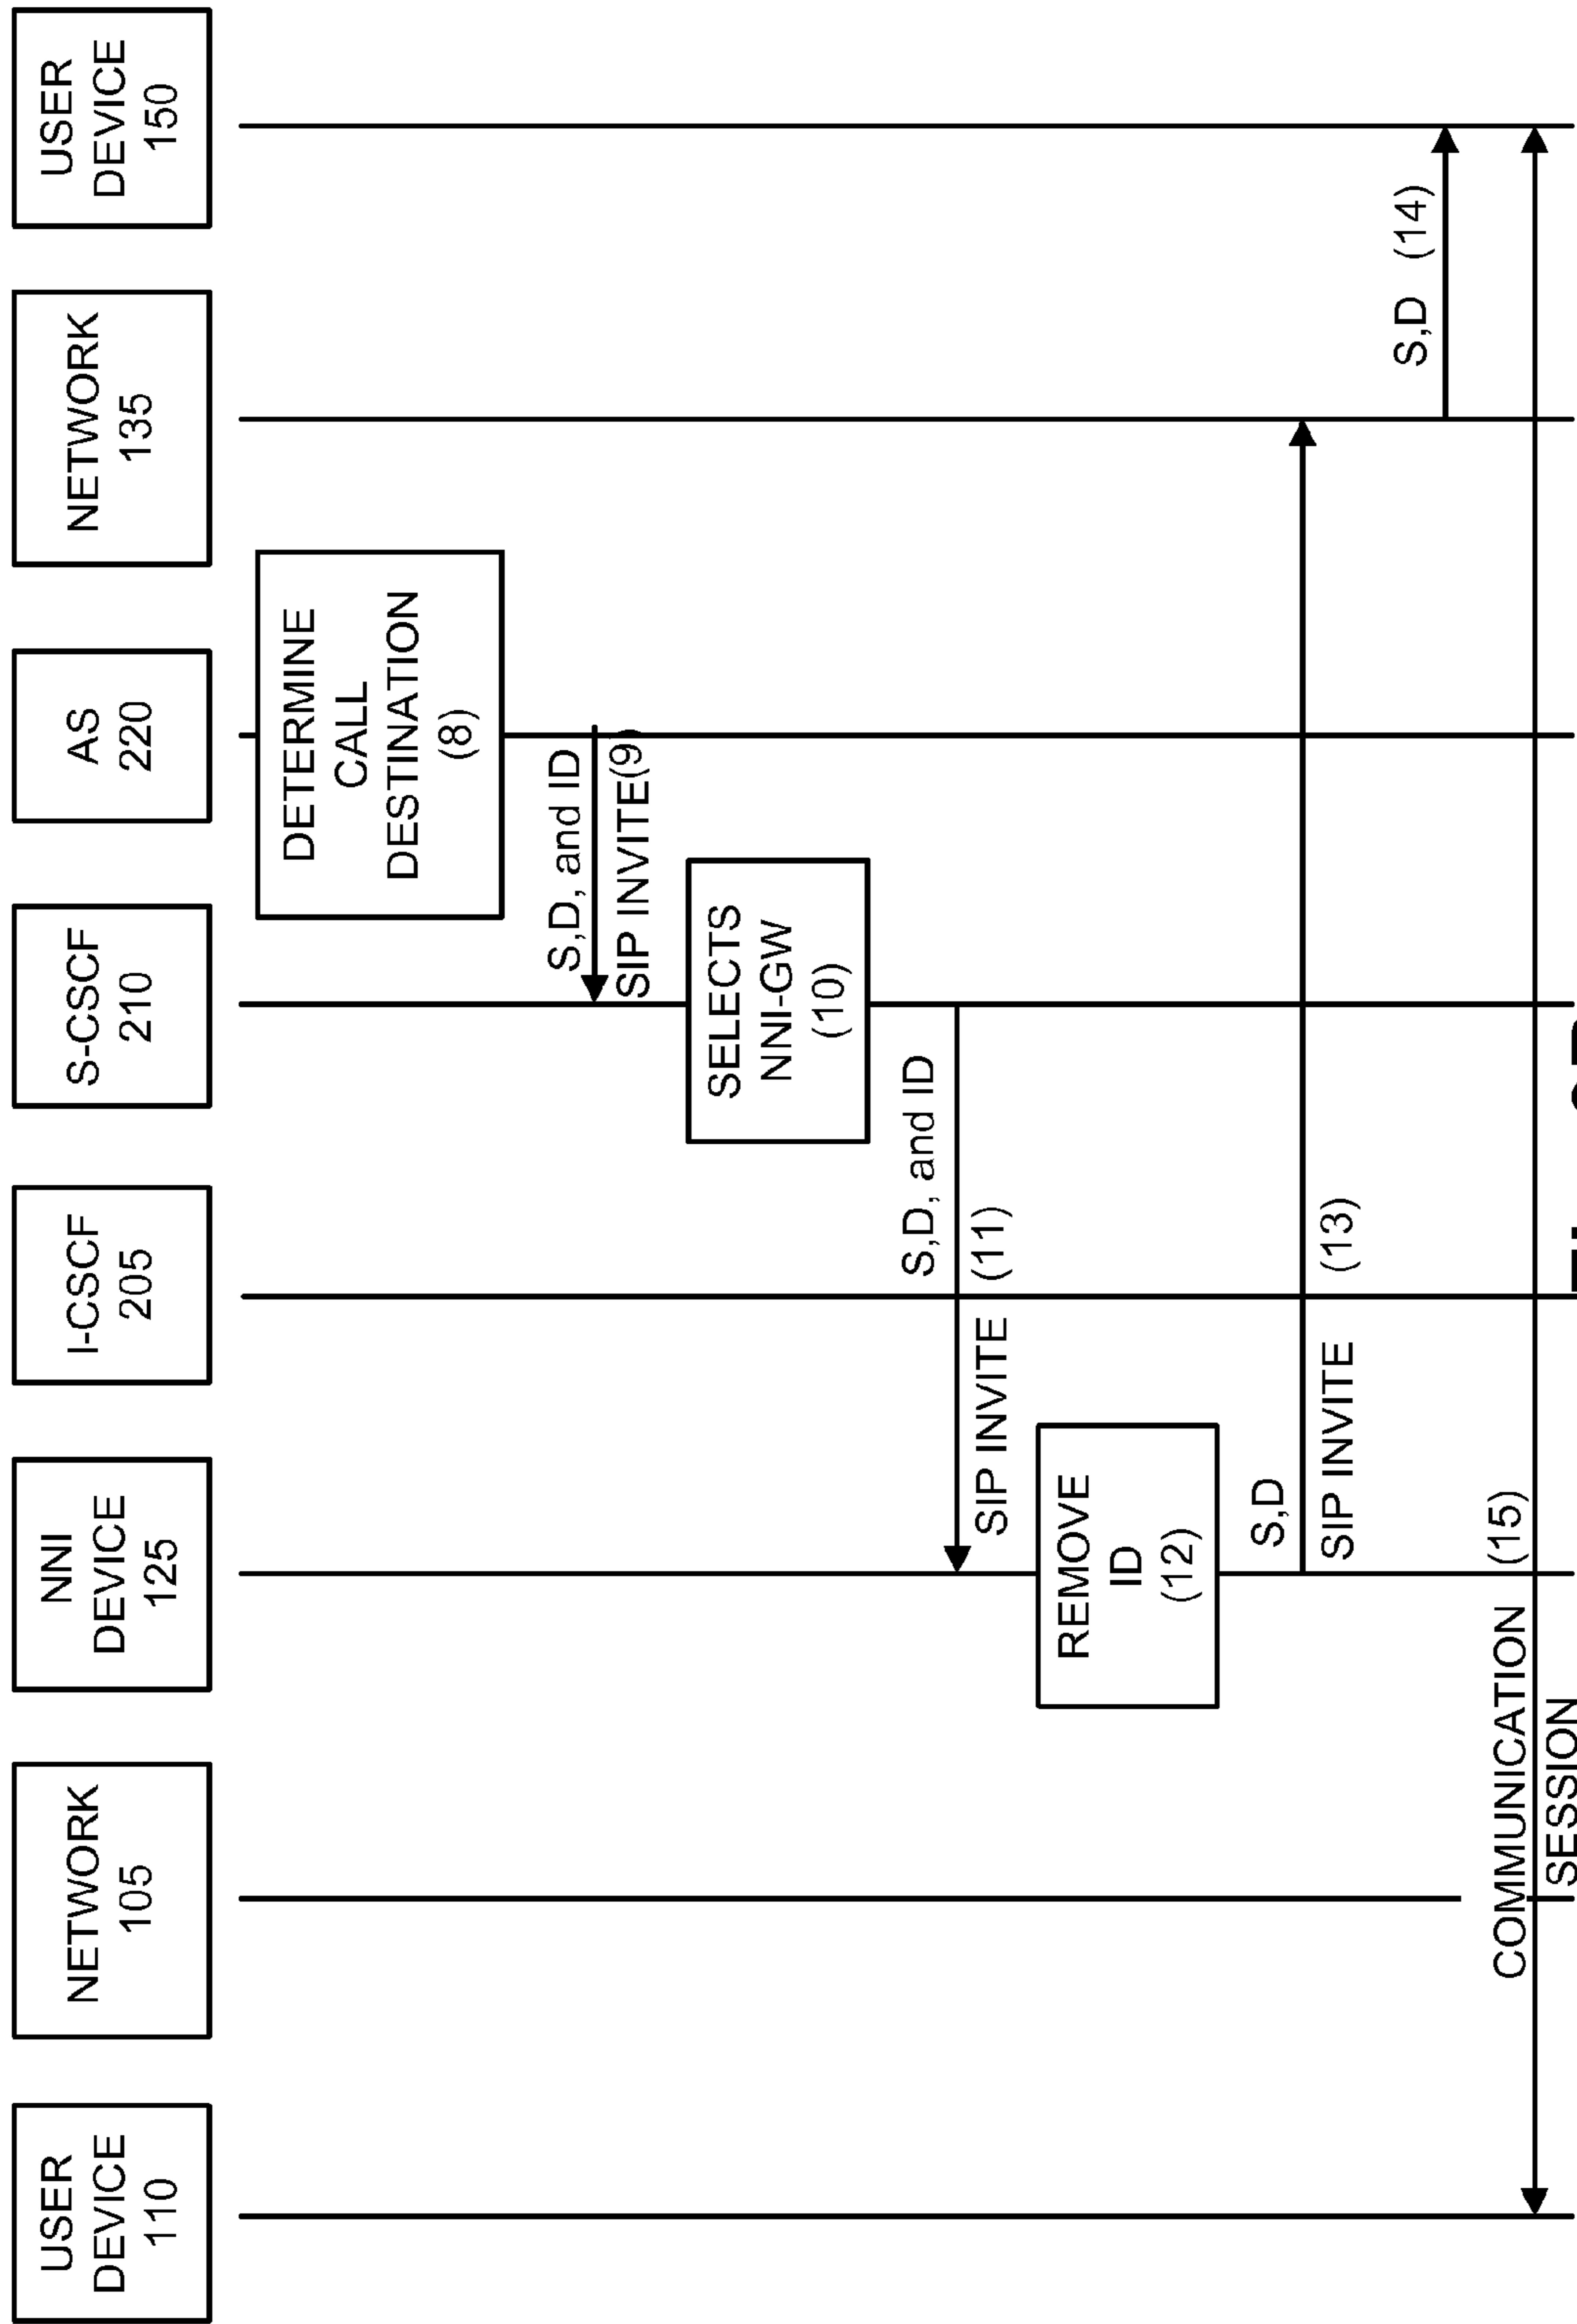 USER
DEVICE
110
NETWORK
105
NNI
DEVICE
125
I-CSCF
205
S-CSCF
210
AS
220
NETWORK
135
USER
DEVICE
150
DETERMINE
CALL
DESTINATION
(8)
S,D, and ID
SIP INVITE(9)
SELECTS
NNI-GW
(10)
S,D, and ID
SIP INVITE (11)
REMOVE
ID
(12)
S,D
SIP INVITE (13)
S,D (14)
COMMUNICATION (15)
SESSION